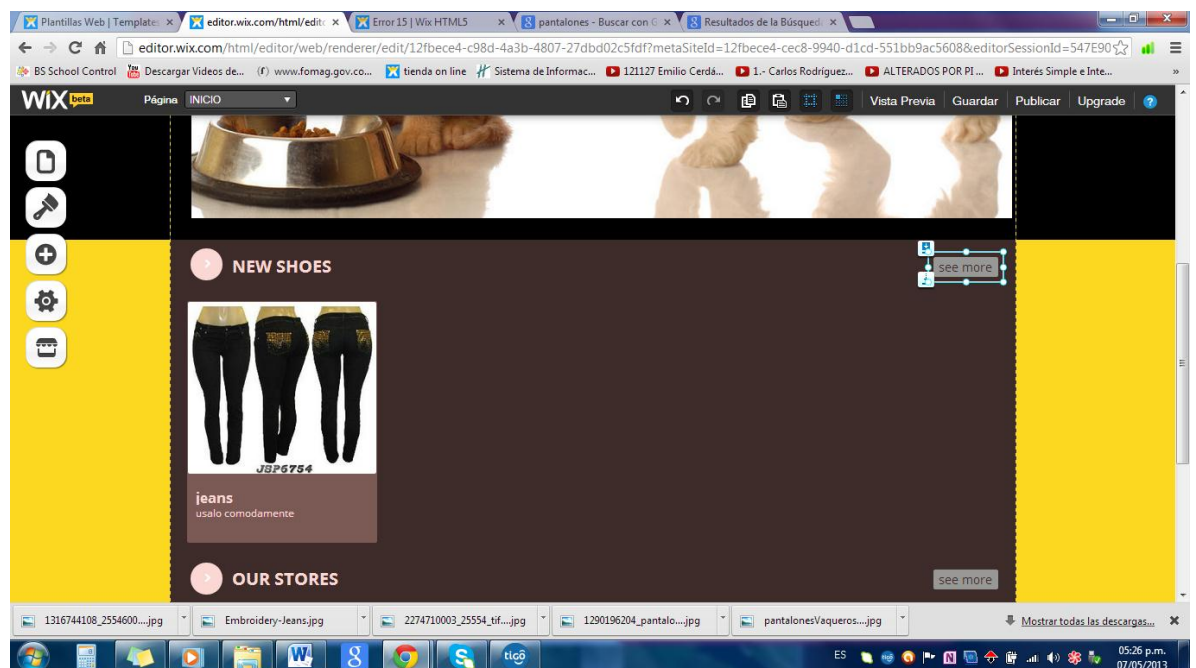 Plantillas Web | Templates
editor.wix.com/html/edito
Error 15 | Wix HTML5
pantalones - Buscar con G
Resultados de la Búsqued
editor.wix.com/html/editor/web/renderer/edit/12fbece4-c98d-4a3b-4807-27dbd02c5fdf?metaSiteId=12fbece4-cec8-9940-d1cd-551bb9ac5608&editorSessionId=547E90
BS School Control
Descargar Videos de...
www.fomag.gov.co...
tienda on line
Sistema de Informac...
121127 Emilio Cerdá...
1.- Carlos Rodríguez...
ALTERADOS POR PI ...
Interés Simple e Inte...
WiX beta
Página INICIO
Vista Previa Guardar Publicar Upgrade ?
NEW SHOES
see more
JBP6754
jeans
usalo comodamente
OUR STORES
see more
1316744108_2554600....jpg
Embroidery-Jeans.jpg
2274710003_25554_tif....jpg
1290196204_pantalo....jpg
pantalonesVaqueros....jpg
Mostrar todas las descargas...
tigo
ES
05:26 p.m.
07/05/2013